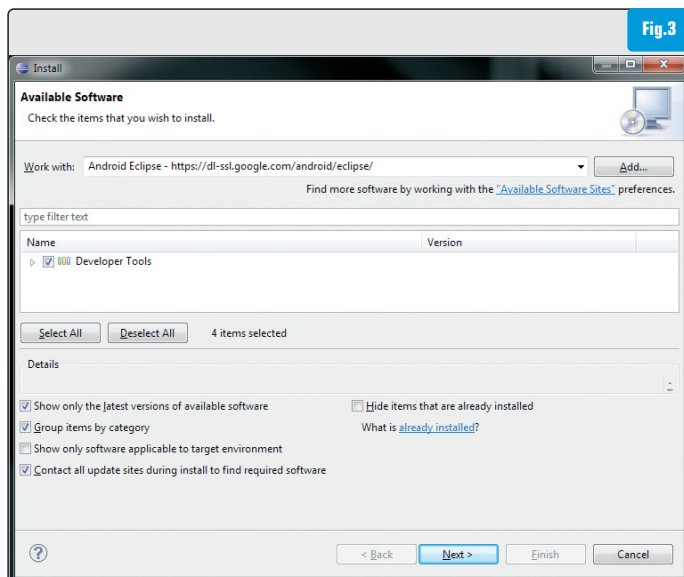 Fig.3
Install
Available Software
Check the items that you wish to install.
Work with: Android Eclipse - https://dl-ssl.google.com/android/eclipse/ Add...
Find more software by working with the "Available Software Sites" preferences.
type filter text
Name Version
Developer Tools
Select All Deselect All 4 items selected
Details
Show only the latest versions of available software Hide items that are already installed
Group items by category What is already installed?
Show only software applicable to target environment
Contact all update sites during install to find required software
? < Back Next > Finish Cancel